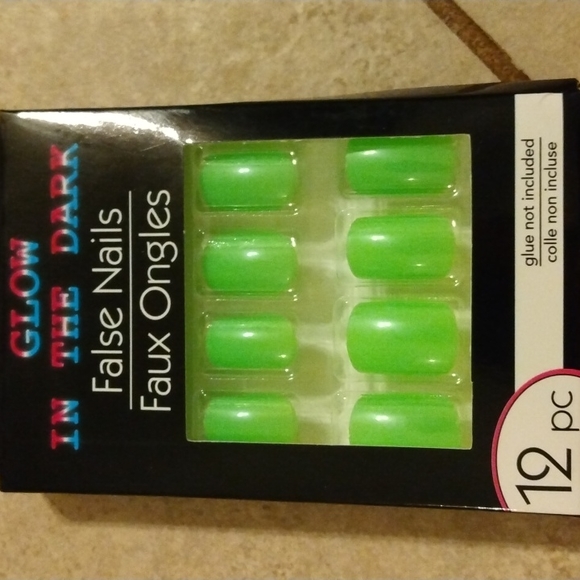 GLOW
IN THE DARK
False Nails
Faux Ongles
glue not included
colle non incluse
12 pc